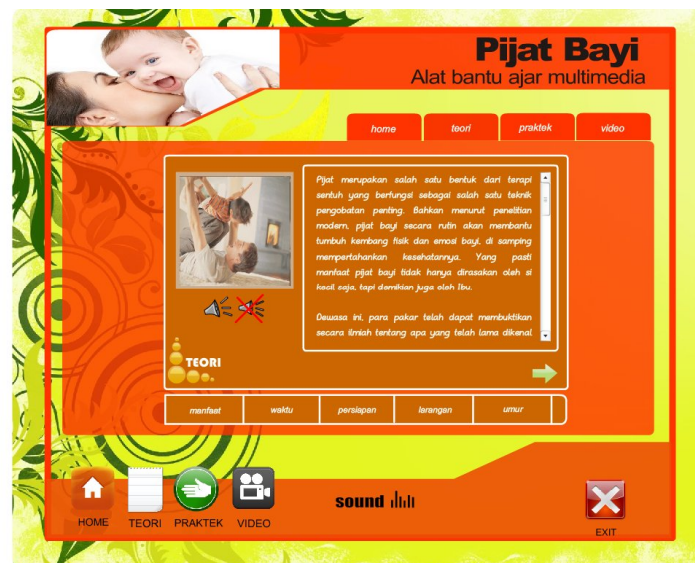 Pijat Bayi
Alat bantu ajar multimedia
home teori praktek video
Pijat merupakan salah satu bentuk dari terapi
sentuh yang berfungsi sebagai salah satu teknik
pengobatan penting. Bahkan menurut penelitian
modern, pijat bayi secara rutin akan membantu
tumbuh kembang fisik dan emosi bayi, di samping
mempertahankan kesehatannya. Yang pasti
manfaat pijat bayi tidak hanya dirasakan oleh si
kecil saja, tapi demikian juga oleh Ibu.
Dewasa ini, para pakar telah dapat membuktikan
secara ilmiah tentang apa yang telah lama dikenal
TEORI
manfaat waktu persiapan larangan umur
HOME TEORI PRAKTEK VIDEO
sound
EXIT